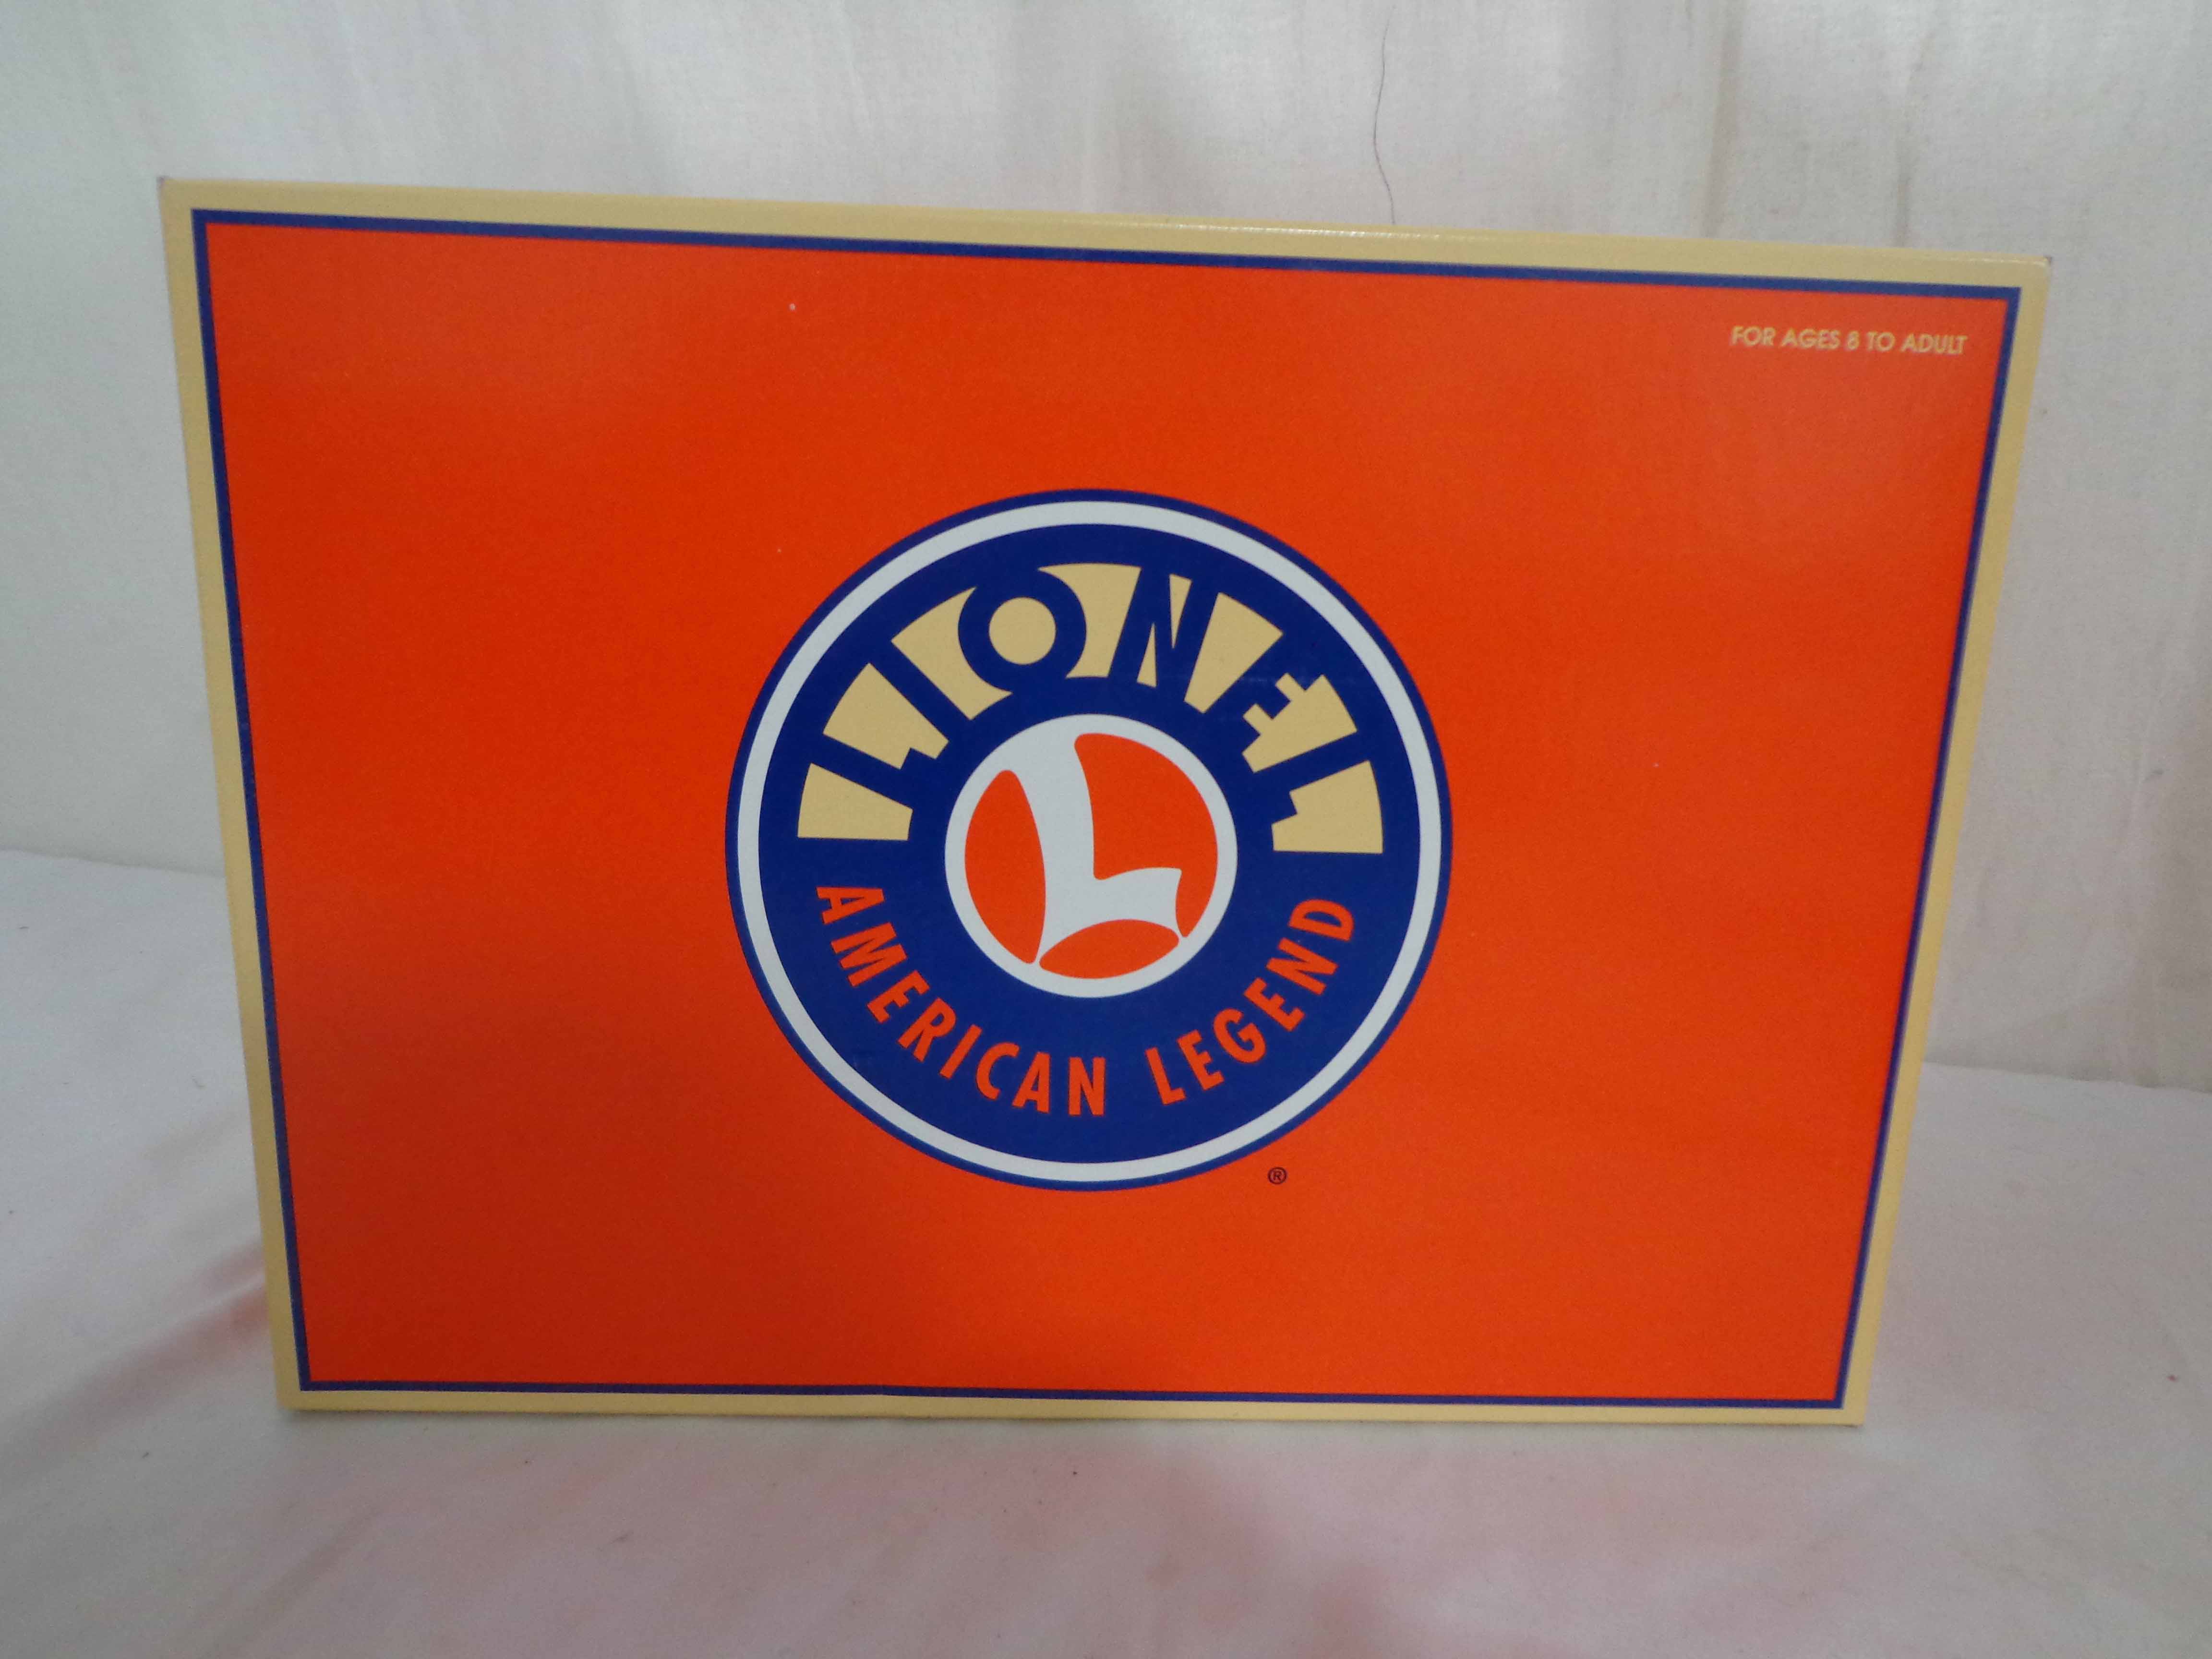 FOR AGES 8 TO ADULT
LIONEL
L
AMERICAN LEGEND
®